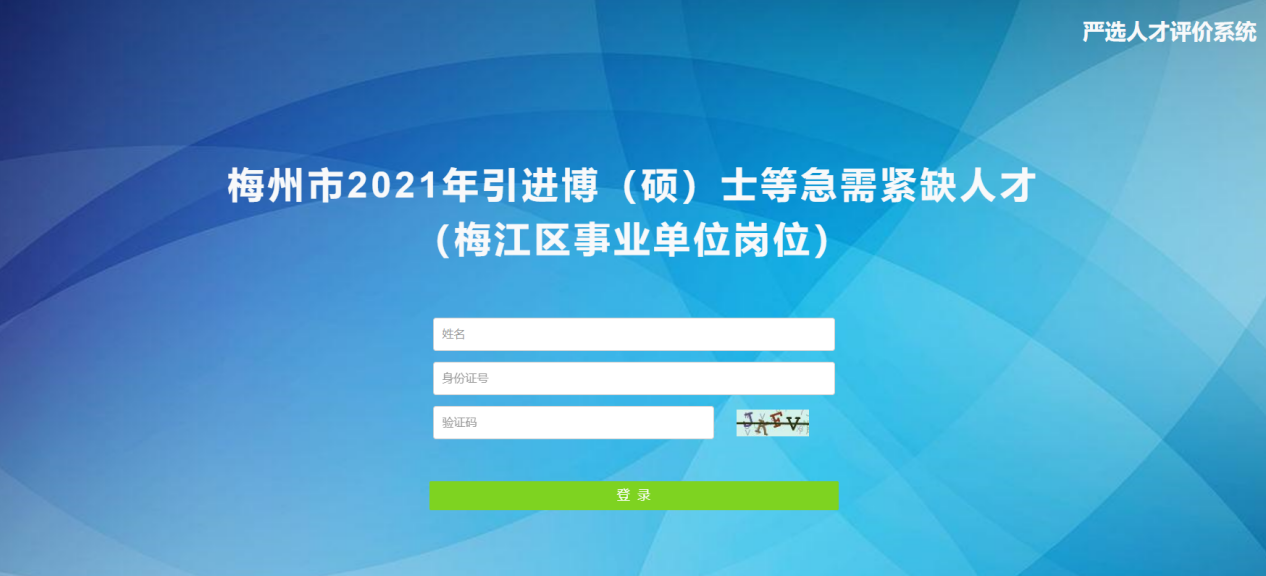 严选人才评价系统
梅州市2021年引进博（硕）士等急需紧缺人才
(梅江区事业单位岗位)
姓名
身份证号
验证码
登 录